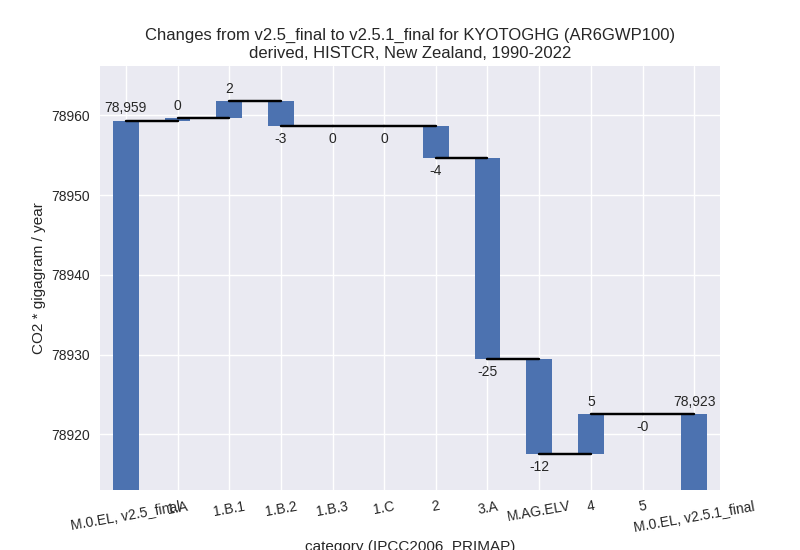 Changes from v2.5_final to v2.5.1_final for KYOTOGHG (AR6GWP100)
derived, HISTCR, New Zealand, 1990-2022
CO2 * gigagram / year
78960
78950
78940
78930
78920
78,959
0
2
-3
0
0
-4
-25
-12
5
-0
78,923
M.0.EL, v2.5_final
1.A
1.B.1
1.B.2
1.B.3
1.C
2
3.A
M.AG.ELV
4
5
M.0.EL, v2.5.1_final
category (IPCC2006_PRIMAP)